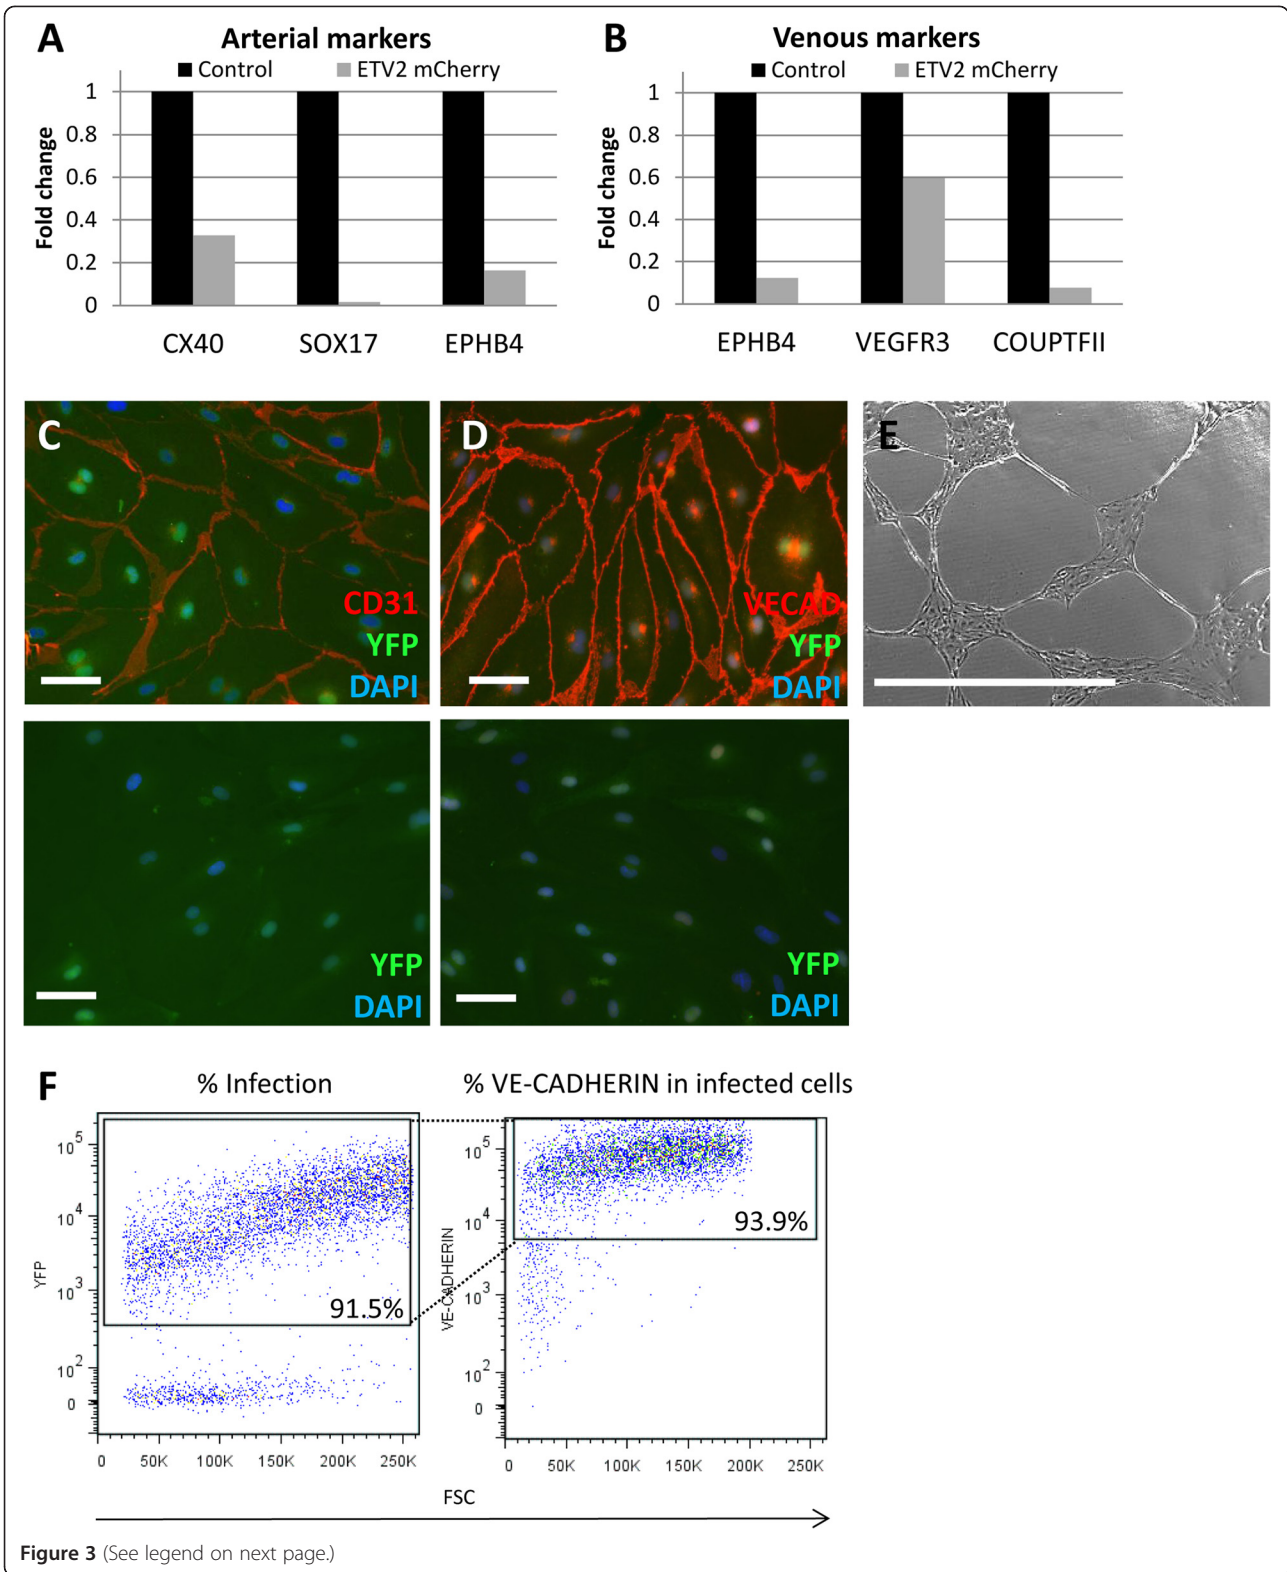 A
Arterial markers
Control ETV2 mCherry
Fold change
1
0.8
0.6
0.4
0.2
0
CX40 SOX17 EPHB4
B
Venous markers
Control ETV2 mCherry
Fold change
1
0.8
0.6
0.4
0.2
0
EPHB4 VEGFR3 COUPTFII
C
CD31
YFP
DAPI
D
VECAD
YFP
DAPI
E
YFP
DAPI
YFP
DAPI
F
% Infection
YFP
10^5
10^4
10^3
10^2
0
91.5%
0 50K 100K 150K 200K 250K
% VE-CADHERIN in infected cells
VE-CADHERIN
10^5
10^4
10^3
10^2
0
93.9%
0 50K 100K 150K 200K 250K
FSC
Figure 3 (See legend on next page.)